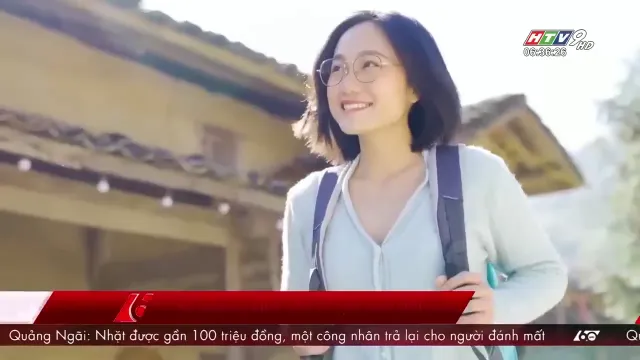 HTV9 HD
06:36:26
Quảng Ngãi: Nhặt được gần 100 triệu đồng, một công nhân trả lại cho người đánh mất
Qu